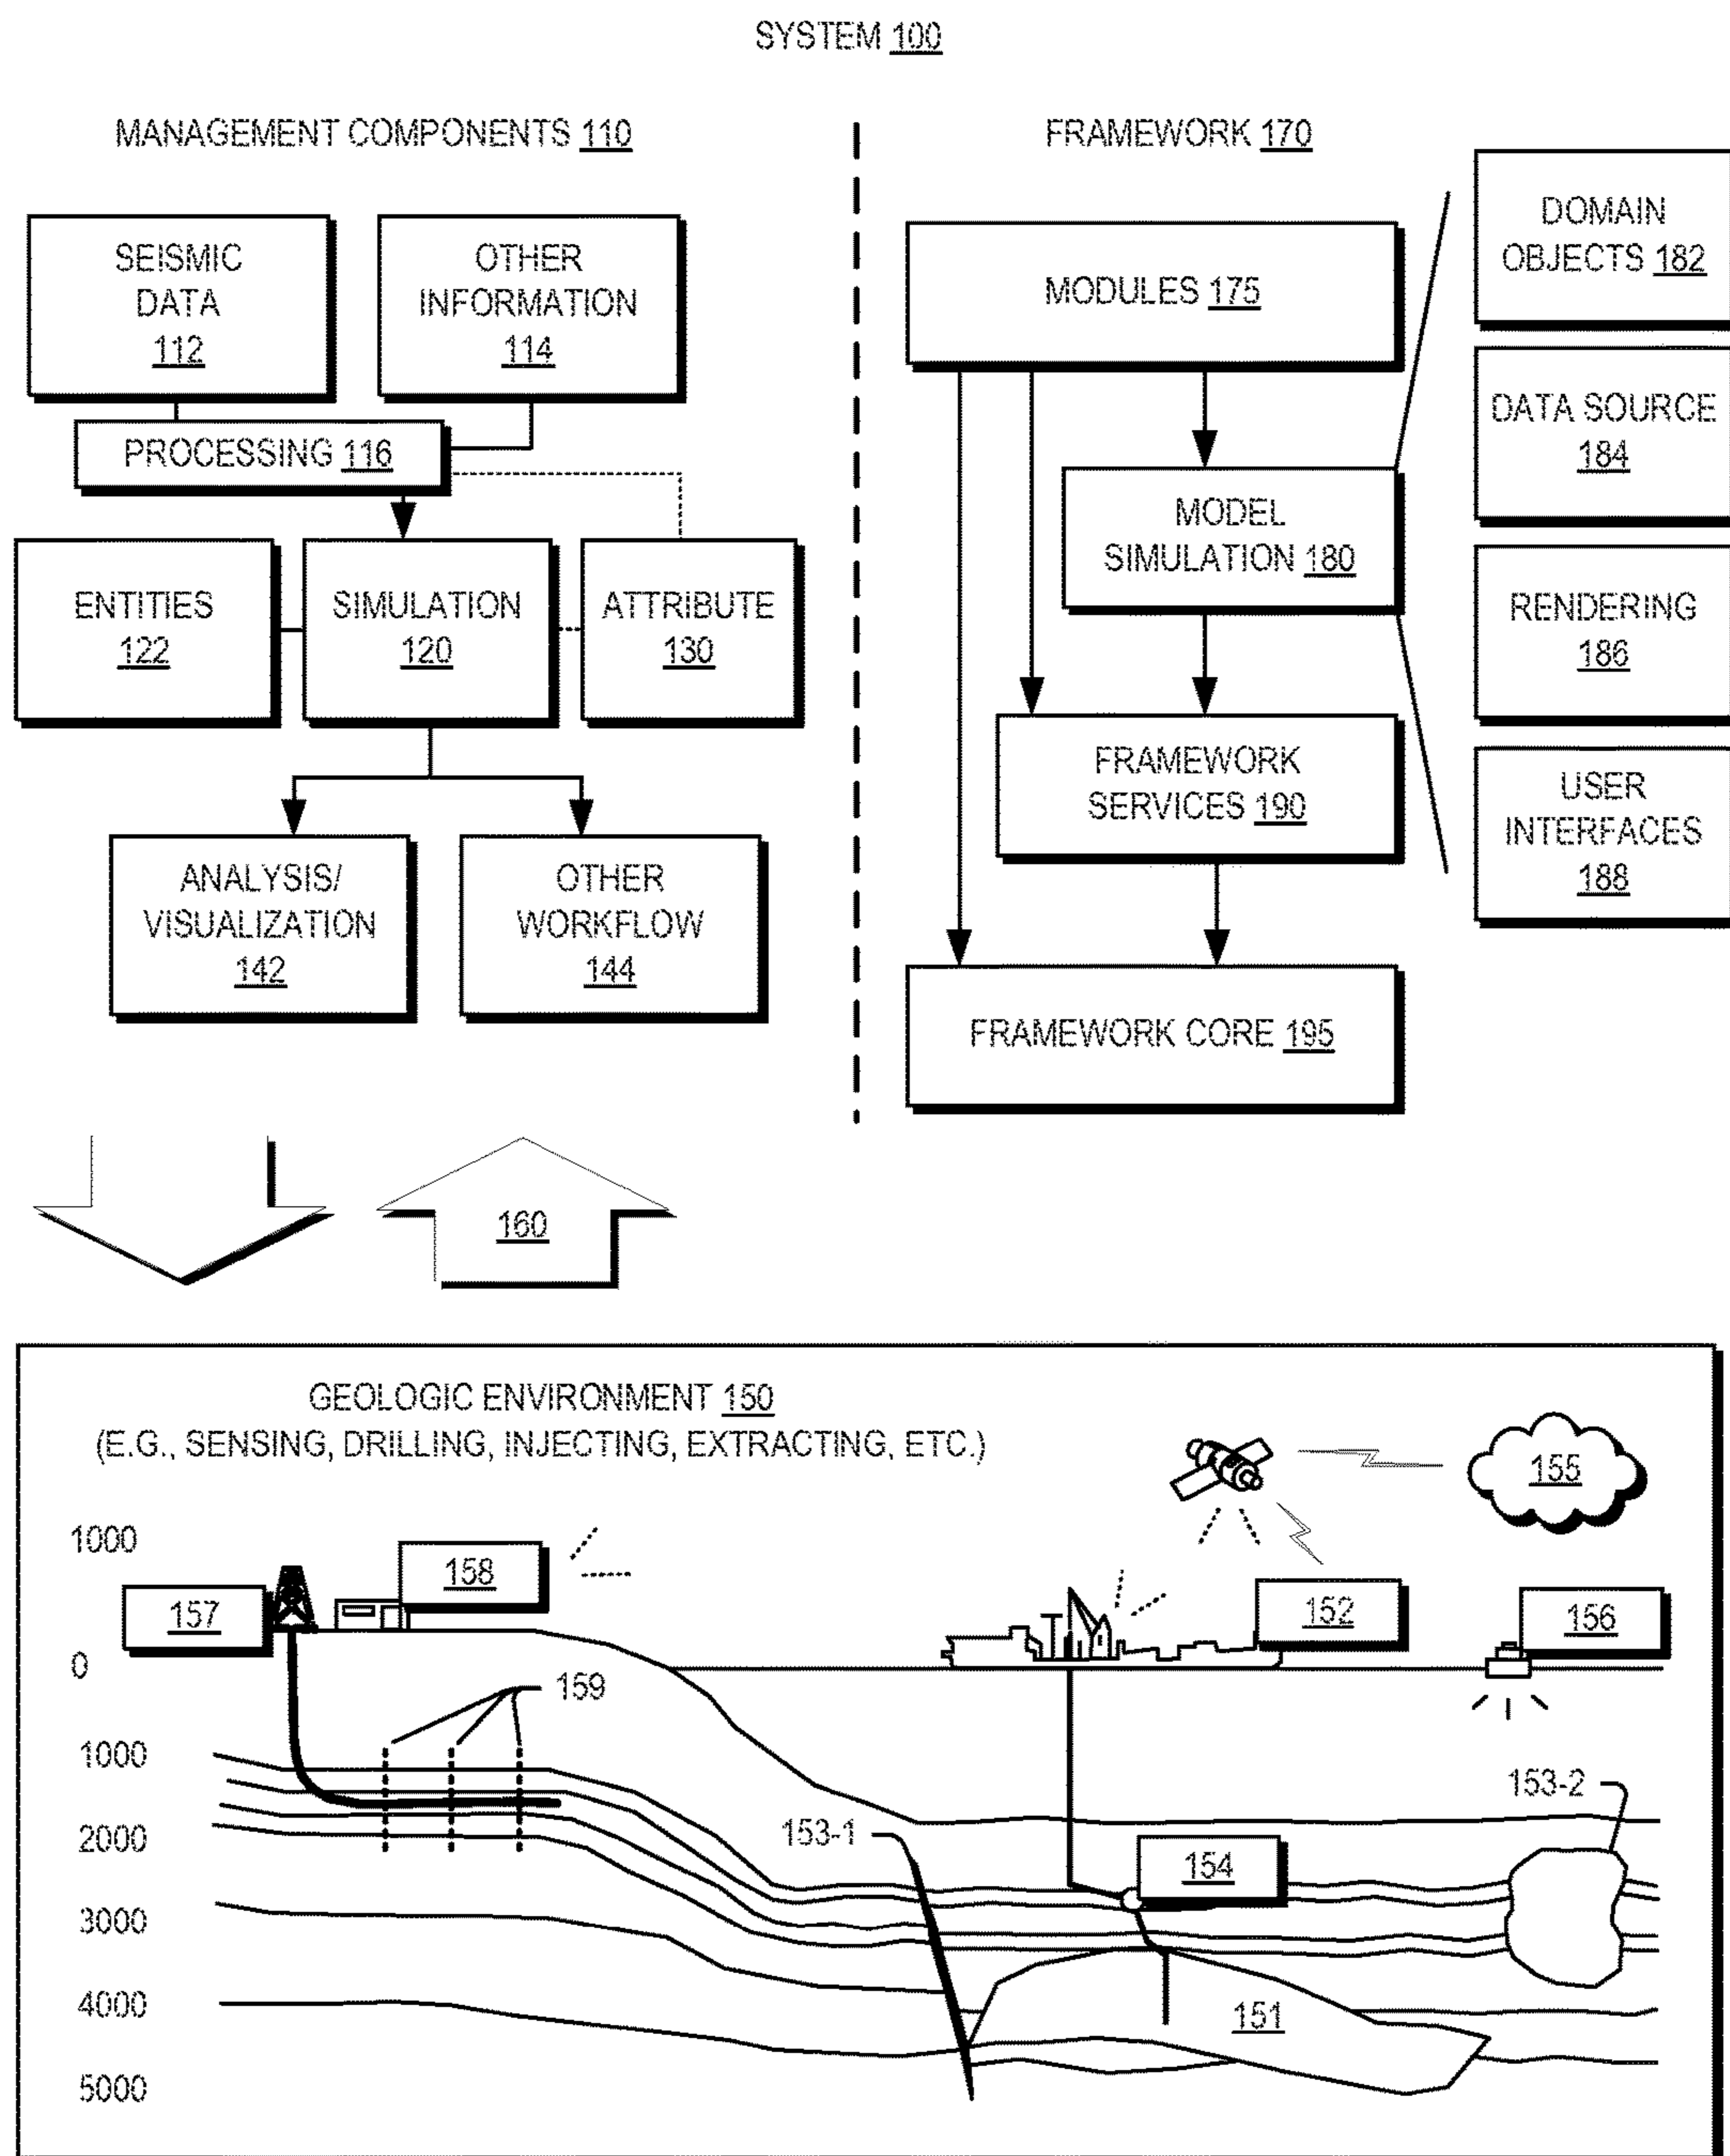 SYSTEM 100
MANAGEMENT COMPONENTS 110
SEISMIC
DATA
112
OTHER
INFORMATION
114
PROCESSING 116
ENTITIES
122
SIMULATION
120
ATTRIBUTE
130
ANALYSIS/
VISUALIZATION
142
OTHER
WORKFLOW
144
FRAMEWORK 170
MODULES 175
MODEL
SIMULATION 180
FRAMEWORK
SERVICES 190
FRAMEWORK CORE 195
DOMAIN
OBJECTS 182
DATA SOURCE
184
RENDERING
186
USER
INTERFACES
188
160
GEOLOGIC ENVIRONMENT 150
(E.G., SENSING, DRILLING, INJECTING, EXTRACTING, ETC.)
155
1000
158
157
152
156
0
159
1000
153-2
2000
153-1
154
3000
4000
151
5000